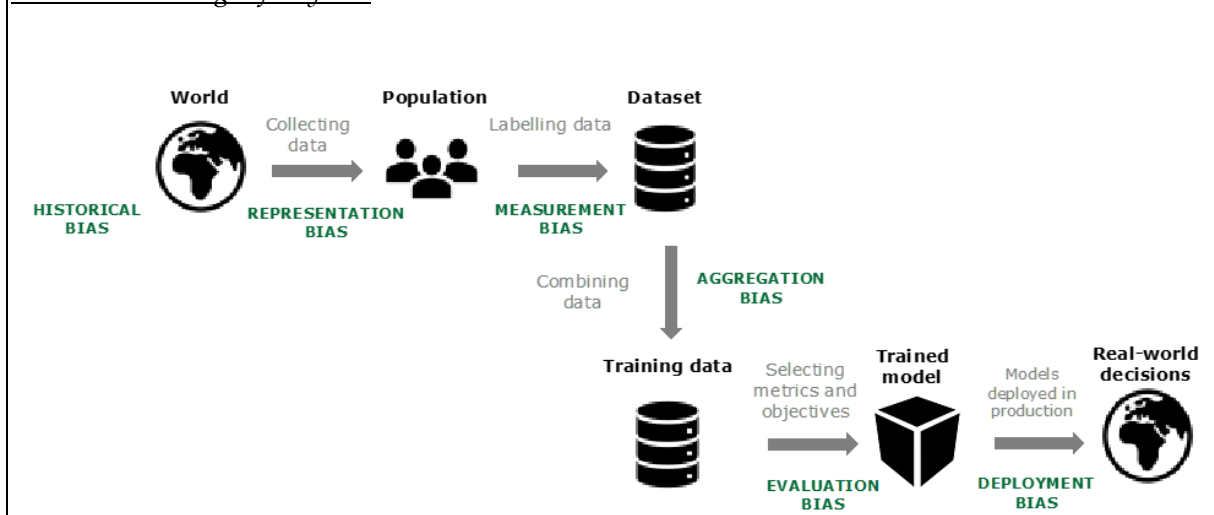 World
Population
Dataset
Collecting
data
Labelling data
HISTORICAL
BIAS
REPRESENTATION
BIAS
MEASUREMENT
BIAS
Combining
data
AGGREGATION
BIAS
Training data
Selecting
metrics and
objectives
Trained
model
Models
deployed in
production
Real-world
decisions
EVALUATION
BIAS
DEPLOYMENT
BIAS